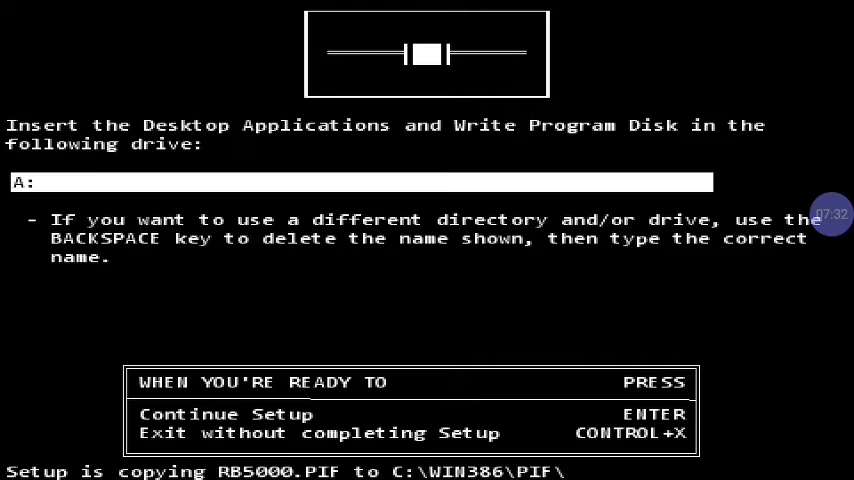 Insert the Desktop Applications and Write Program Disk in the
following drive:
A:
- If you want to use a different directory and/or drive, use the
BACKSPACE key to delete the name shown, then type the correct
name.
07:32
WHEN YOU'RE READY TO PRESS
Continue Setup ENTER
Exit without completing Setup CONTROL+X
Setup is copying RB5000.PIF to C:\WIN386\PIF\